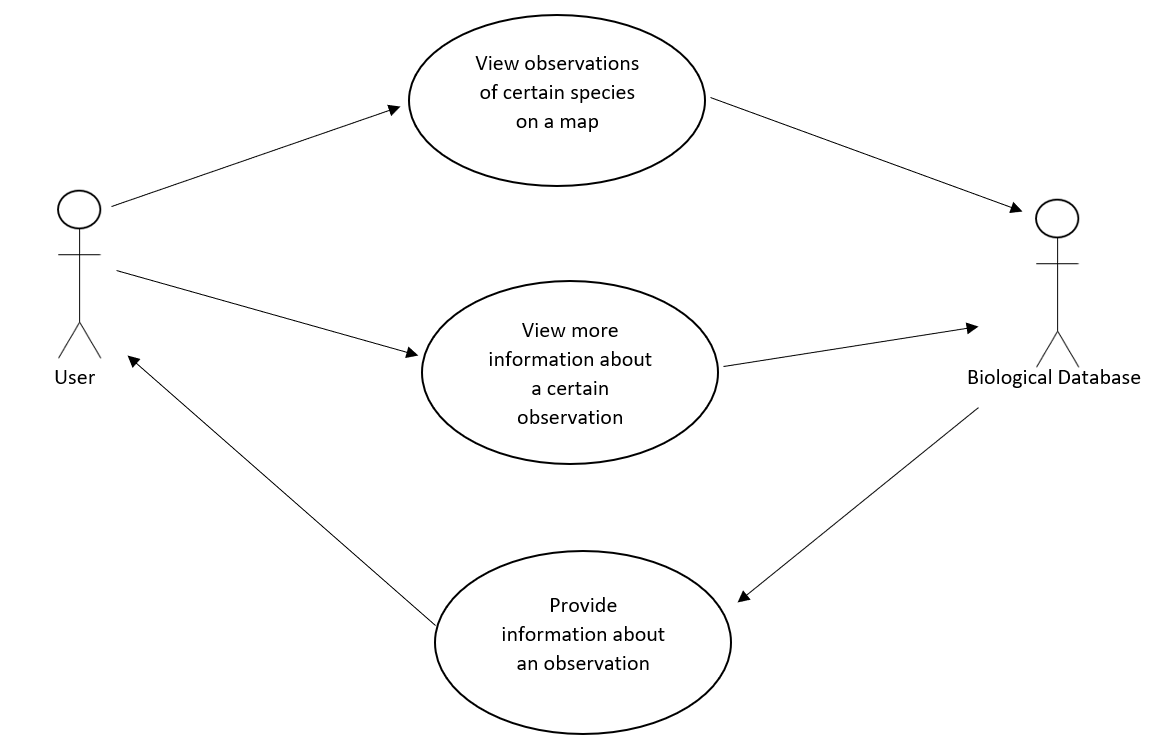 View observations
of certain species
on a map
User
View more
information about
a certain
observation
Biological Database
Provide
information about
an observation